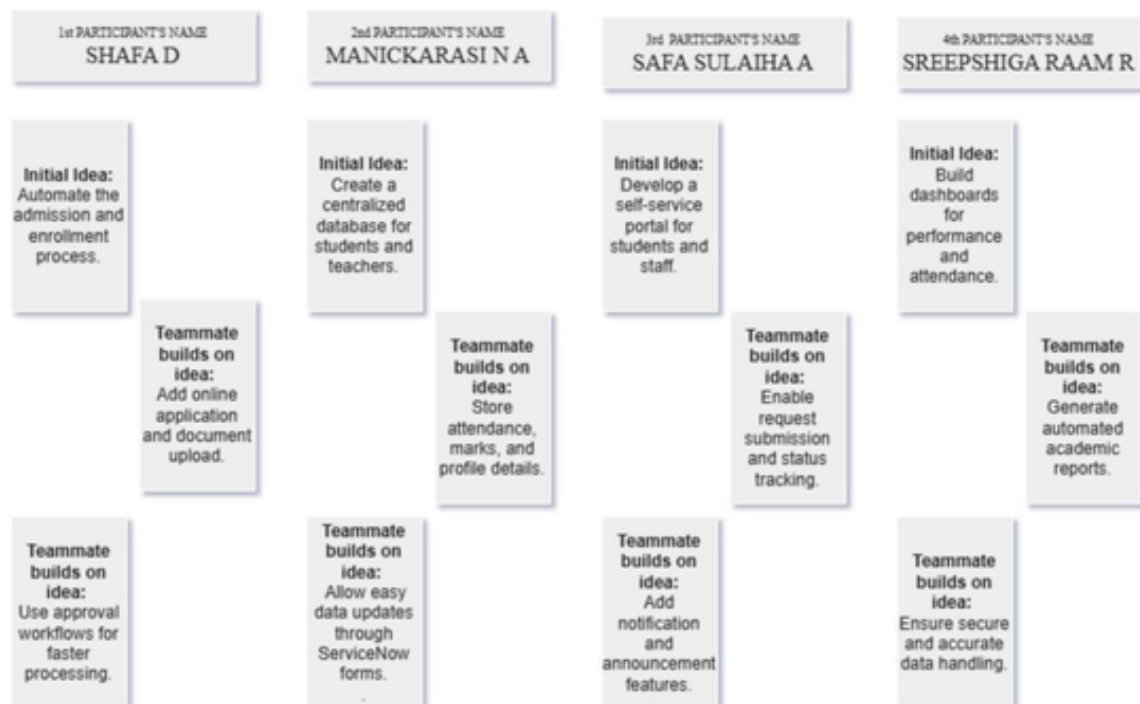 1st PARTICIPANT'S NAME
SHAFA D
2nd PARTICIPANT'S NAME
MANICKARASI N A
3rd PARTICIPANT'S NAME
SAFA SULAIHA A
4th PARTICIPANT'S NAME
SREEPSHIGA RAAM R
Initial Idea:
Automate the
admission and
enrollment
process.
Initial Idea:
Create a
centralized
database for
students and
teachers.
Initial Idea:
Develop a
self-service
portal for
students and
staff.
Initial Idea:
Build
dashboards
for
performance
and
attendance.
Teammate
builds on
idea:
Add online
application
and document
upload.
Teammate
builds on
idea:
Store
attendance,
marks, and
profile details.
Teammate
builds on
idea:
Enable
request
submission
and status
tracking.
Teammate
builds on
idea:
Generate
automated
academic
reports.
Teammate
builds on
idea:
Use approval
workflows for
faster
processing.
Teammate
builds on
idea:
Allow easy
data updates
through
ServiceNow
forms.
.
Teammate
builds on
idea:
Add
notification
and
announcement
features.
Teammate
builds on
idea:
Ensure secure
and accurate
data handling.